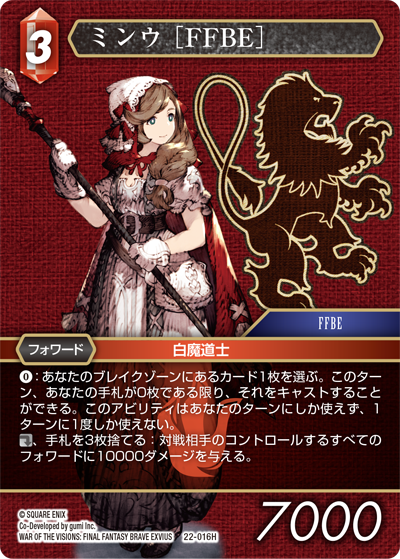 3
ミンウ [FFBE]
FFBE
フォワード
白魔道士
0：あなたのブレイクゾーンにあるカード1枚を選ぶ。このター
ン、あなたの手札が0枚である限り、それをキャストすること
ができる。このアビリティはあなたのターンにしか使えず、1
ターンに1度しか使えない。
、手札を3枚捨てる：対戦相手のコントロールするすべての
フォワードに10000ダメージを与える。
© SQUARE ENIX
Co-Developed by gumi Inc.
WAR OF THE VISIONS: FINAL FANTASY BRAVE EXVIUS
22-016H
7000